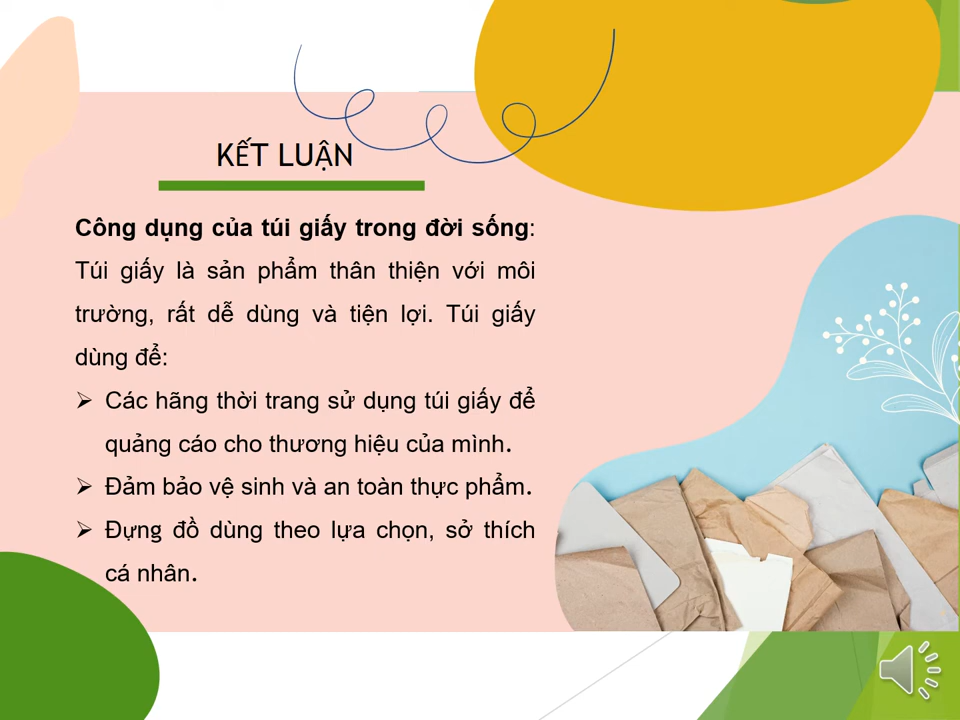 KẾT LUẬN
Công dụng của túi giấy trong đời sống:
Túi giấy là sản phẩm thân thiện với môi
trường, rất dễ dùng và tiện lợi. Túi giấy
dùng để:
➢ Các hãng thời trang sử dụng túi giấy để
quảng cáo cho thương hiệu của mình.
➢ Đảm bảo vệ sinh và an toàn thực phẩm.
➢ Đựng đồ dùng theo lựa chọn, sở thích
cá nhân.